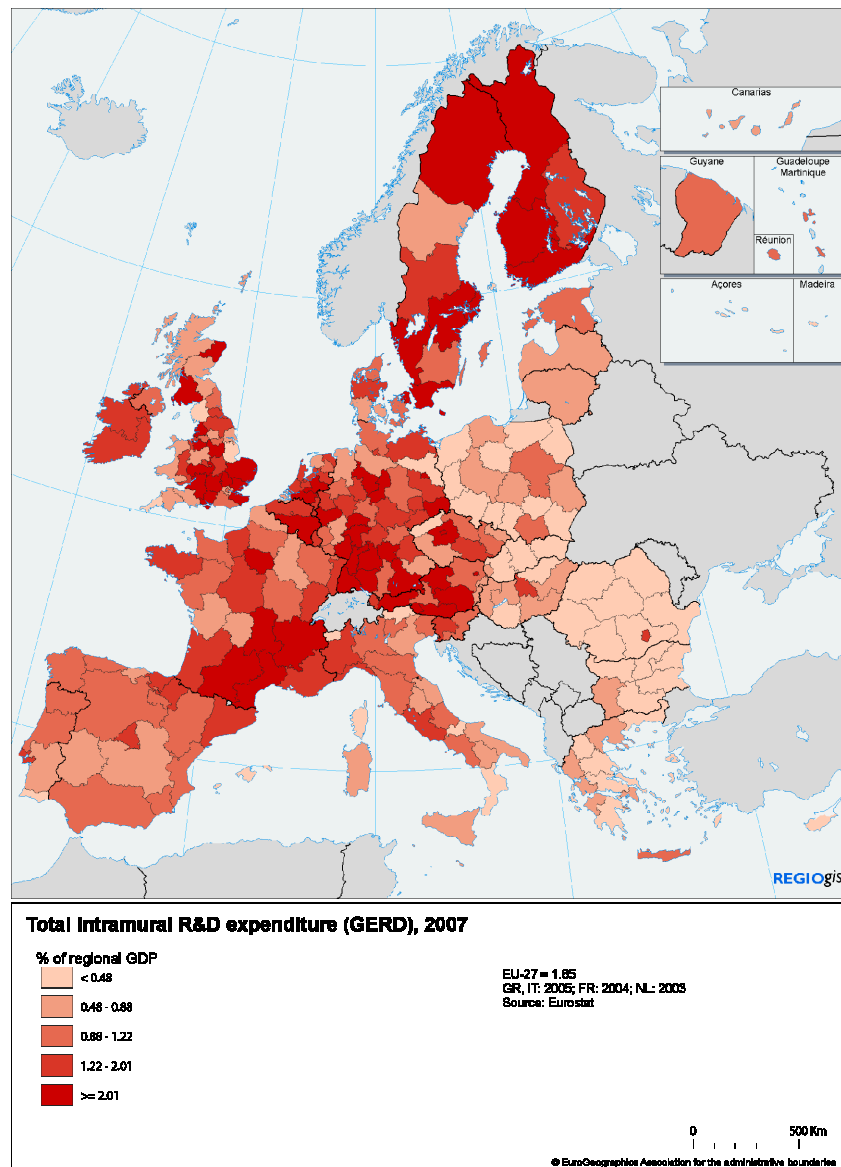 Canarias
Guyane
Guadeloupe
Martinique
Réunion
Açores
Madeira
REGIOgis
Total intramural R&D expenditure (GERD), 2007
% of regional GDP
< 0.48
0.48 - 0.88
0.88 - 1.22
1.22 - 2.01
>= 2.01
EU-27 = 1.85
GR, IT: 2005; FR: 2004; NL: 2003
Source: Eurostat
0 500 Km
© EuroGeographics Association for the administrative boundaries